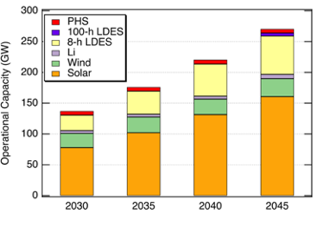 300
250
200
150
100
50
0
Operational Capacity (GW)
PHS
100-h LDES
8-h LDES
Li
Wind
Solar
2030 2035 2040 2045